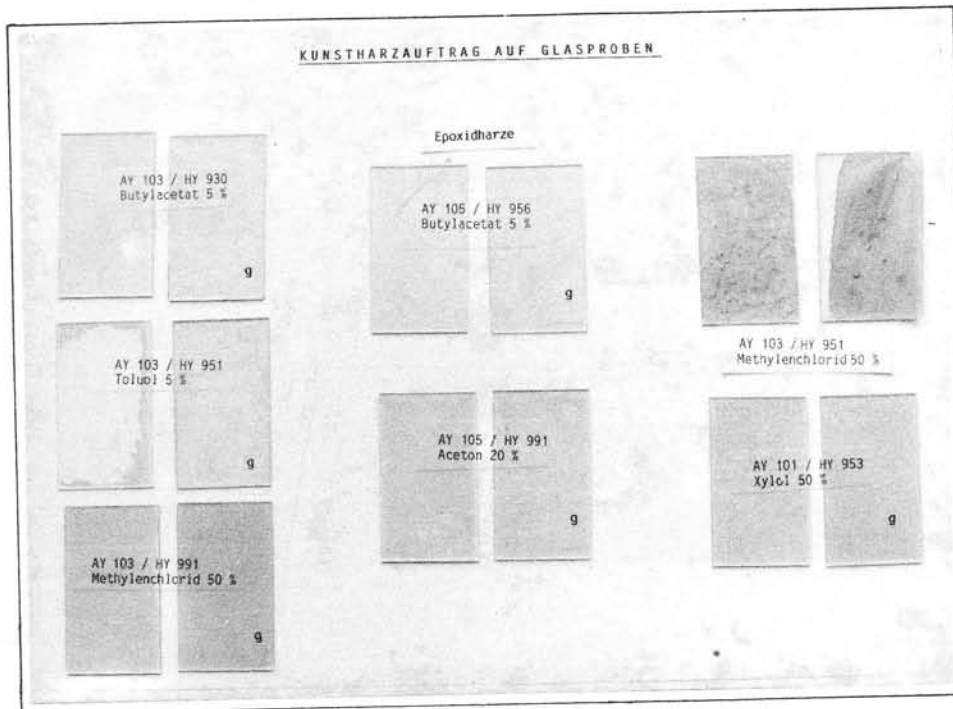 KUNSTHARZAUFTRAG AUF GLASPROBEN
Epoxidharze
AY 103 / HY 930
Butylacetat 5 %
g
AY 103 / HY 951
Toluol 5 %
g
AY 103 / HY 991
Methylenchlorid 50 %
g
AY 105 / HY 956
Butylacetat 5 %
g
AY 105 / HY 991
Aceton 20 %
g
AY 103 / HY 951
Methylenchlorid 50 %
AY 101 / HY 953
Xylol 50 %
g